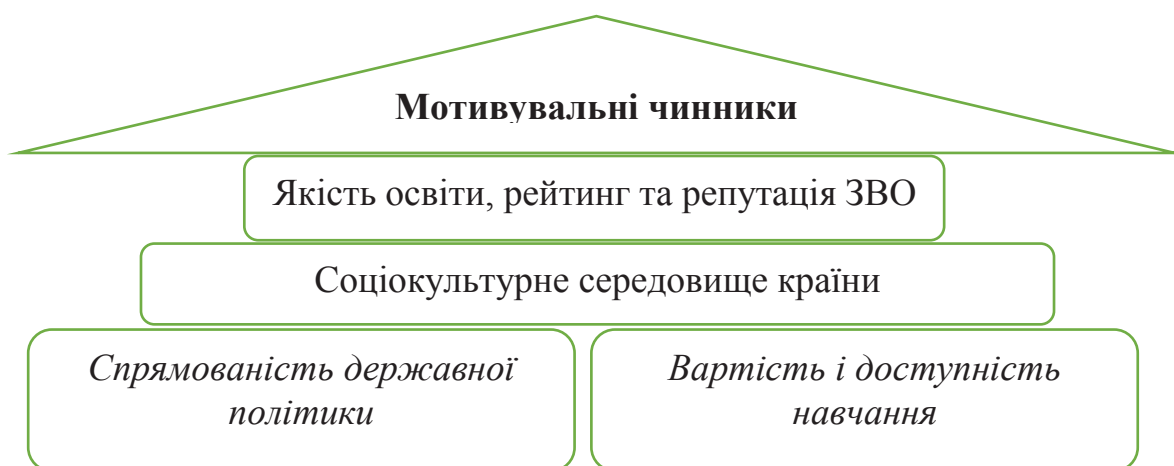 Мотивувальні чинники
Якість освіти, рейтинг та репутація ЗВО
Соціокультурне середовище країни
Спрямованість державної
політики
Вартість і доступність
навчання